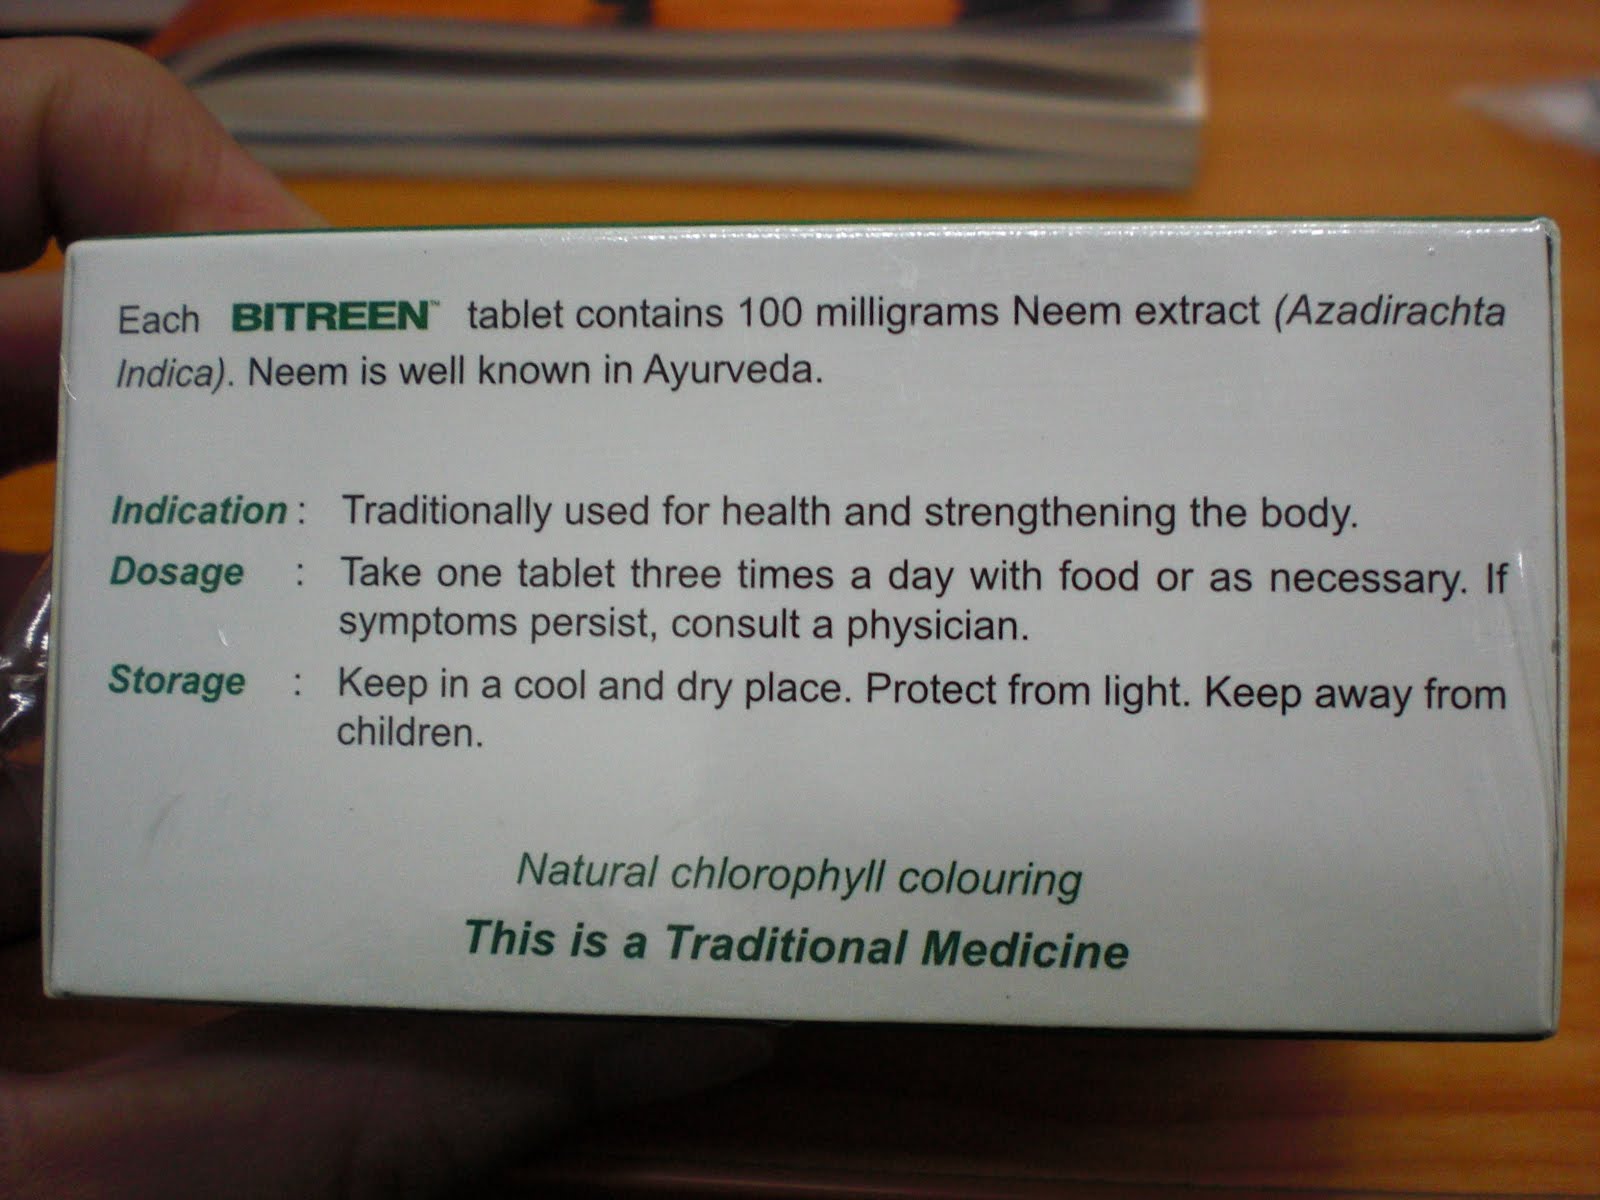 Each BITREEN™ tablet contains 100 milligrams Neem extract (Azadirachta
Indica). Neem is well known in Ayurveda.
Indication : Traditionally used for health and strengthening the body.
Dosage : Take one tablet three times a day with food or as necessary. If
symptoms persist, consult a physician.
Storage : Keep in a cool and dry place. Protect from light. Keep away from
children.
Natural chlorophyll colouring
This is a Traditional Medicine